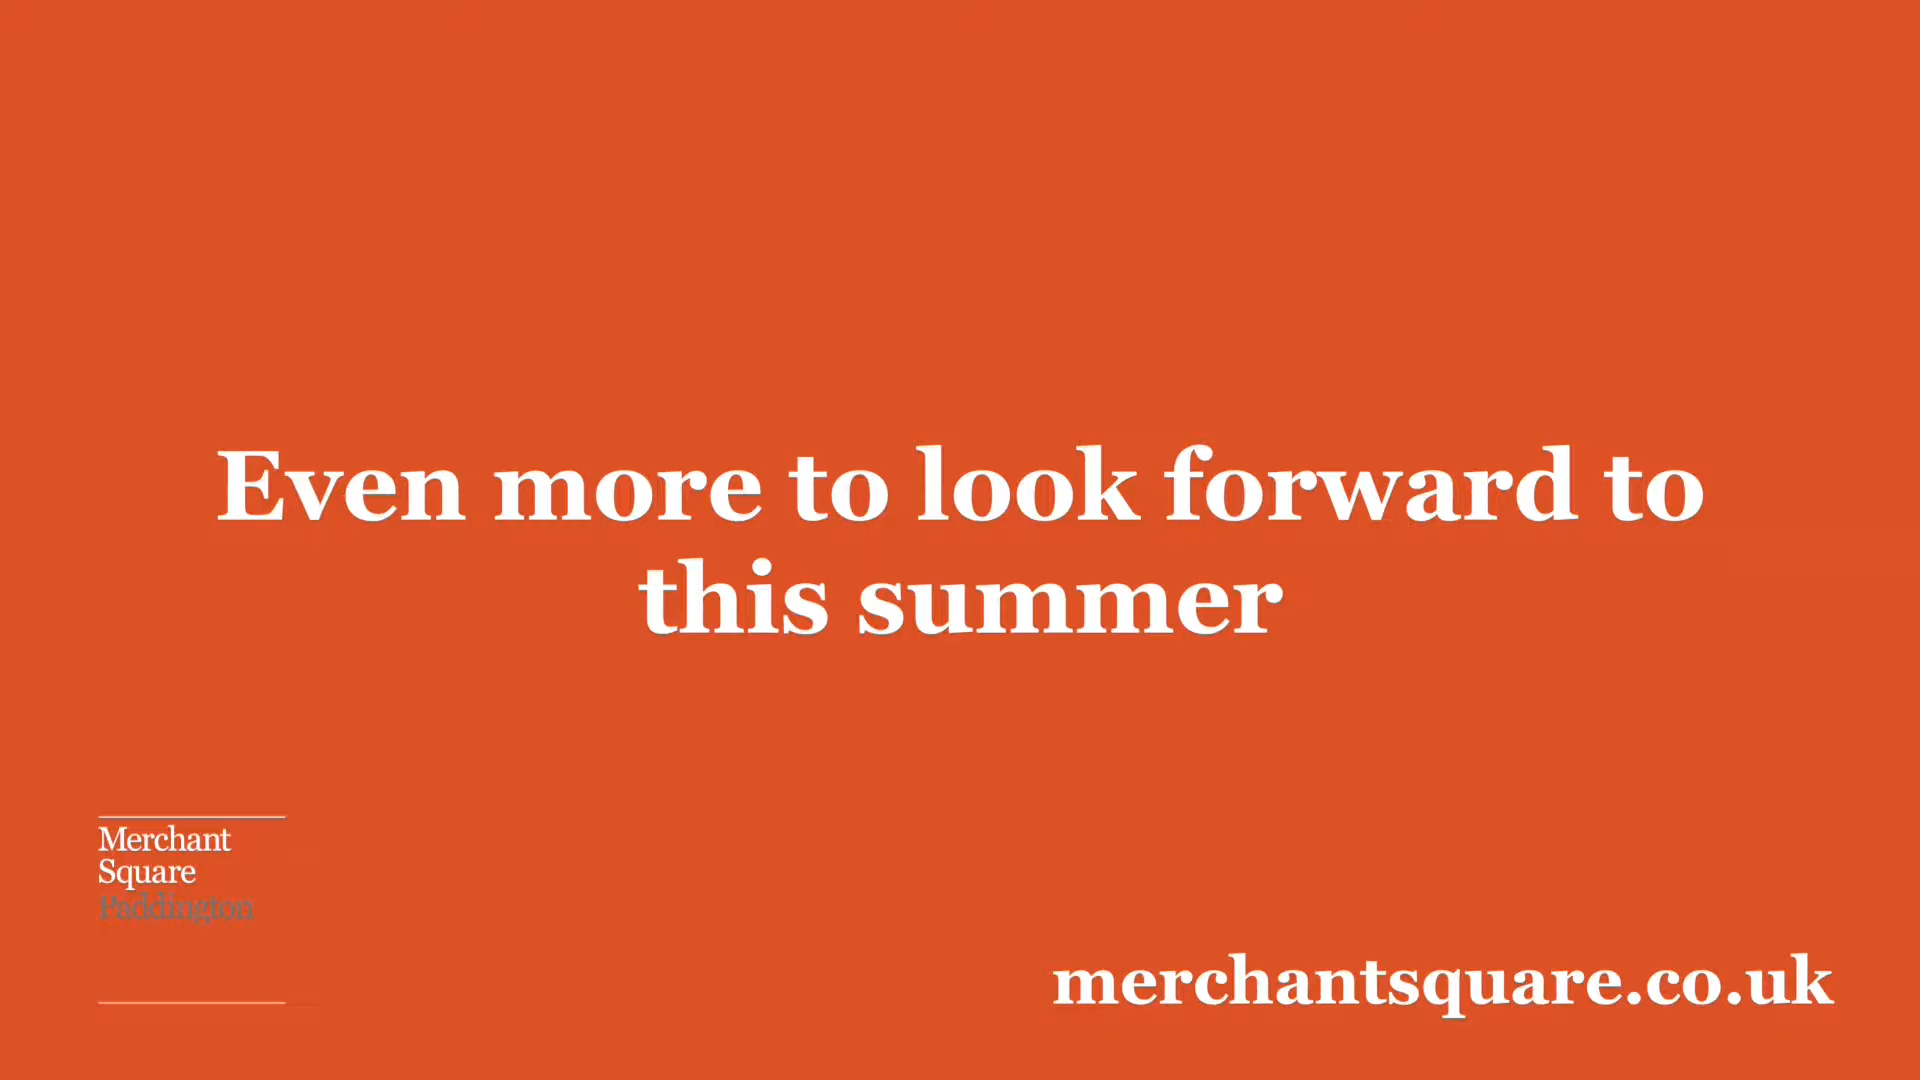 Even more to look forward to
this summer
Merchant
Square
Paddington
merchantsquare.co.uk